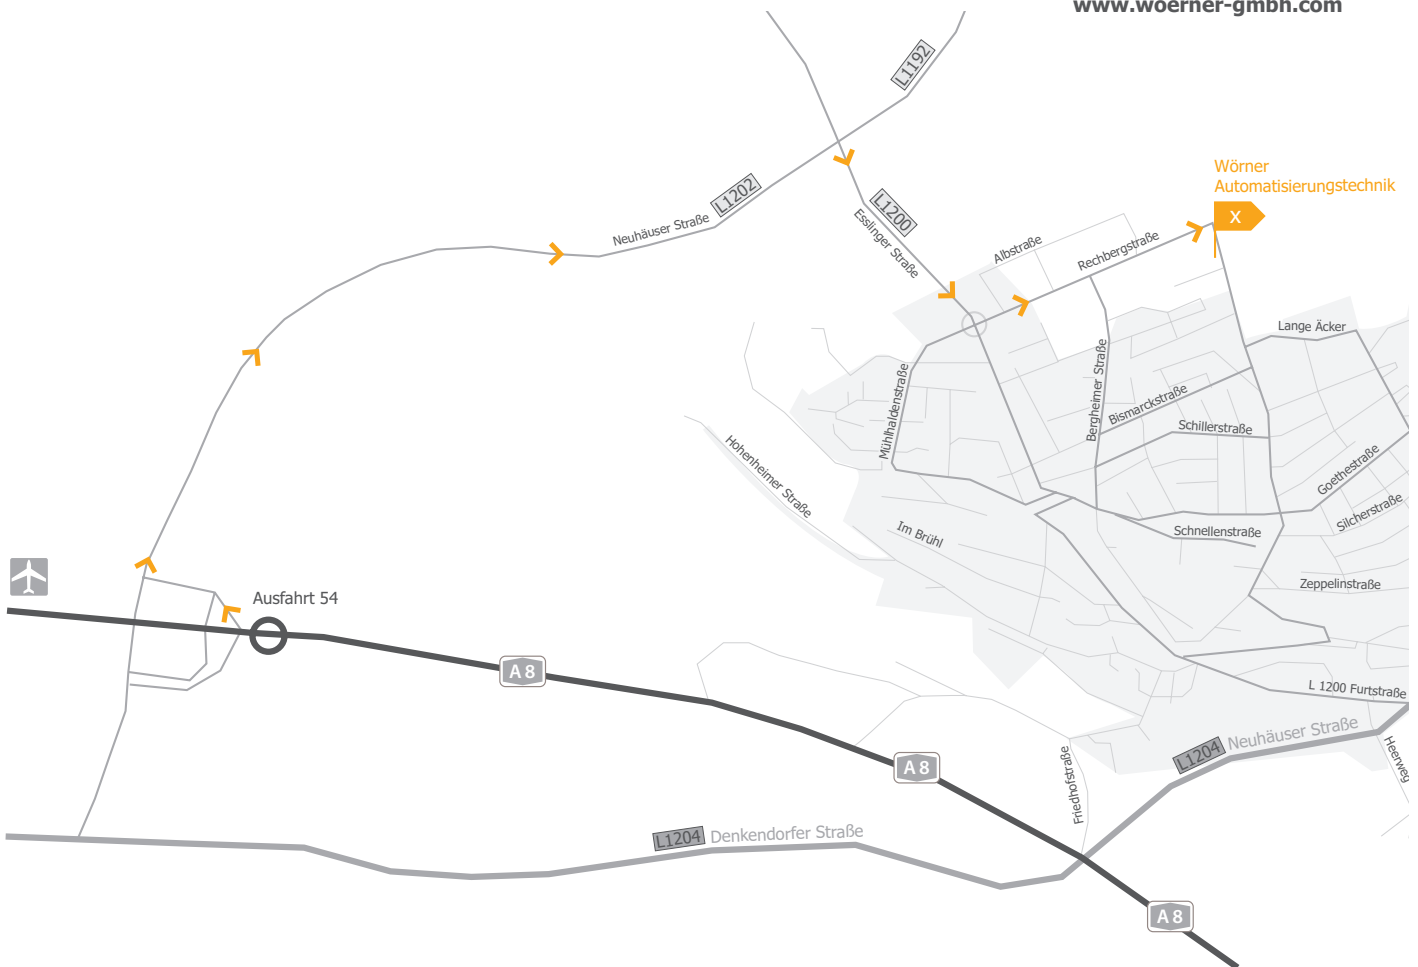 www.woerner-gmbh.com
L1192
Wörner
Automatisierungstechnik
X
L1202
Neuhäuser Straße
L1200
Esslinger Straße
Albstraße
Rechbergstraße
Lange Äcker
Mühlhaldenstraße
Bergheimer Straße
Bismarckstraße
Schillerstraße
Hohenheimer Straße
Goethestraße
Silcherstraße
Im Brühl
Schnellenstraße
Zeppelinstraße
Ausfahrt 54
A 8
L 1200 Furtstraße
L1204 Neuhäuser Straße
Heerweg
A 8
Friedhofstraße
L1204 Denkendorfer Straße
A 8